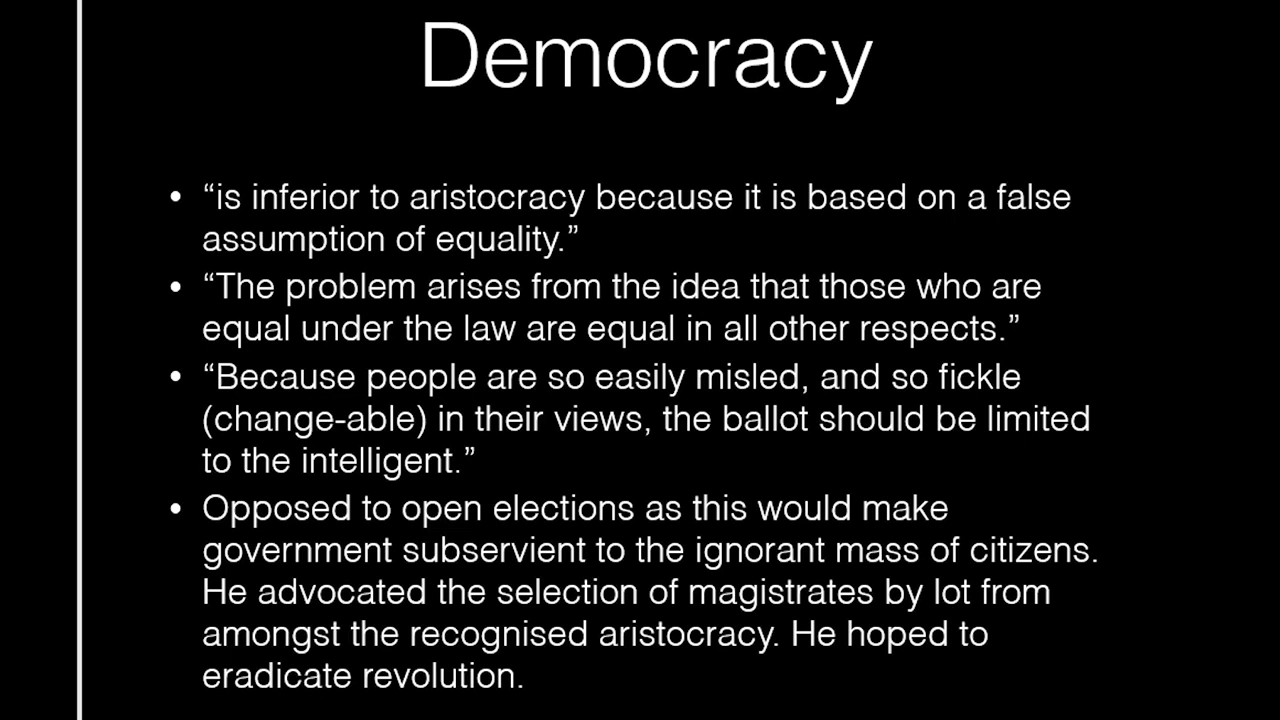 Democracy
• “is inferior to aristocracy because it is based on a false
assumption of equality.”
• “The problem arises from the idea that those who are
equal under the law are equal in all other respects.”
• “Because people are so easily misled, and so fickle
(change-able) in their views, the ballot should be limited
to the intelligent.”
• Opposed to open elections as this would make
government subservient to the ignorant mass of citizens.
He advocated the selection of magistrates by lot from
amongst the recognised aristocracy. He hoped to
eradicate revolution.